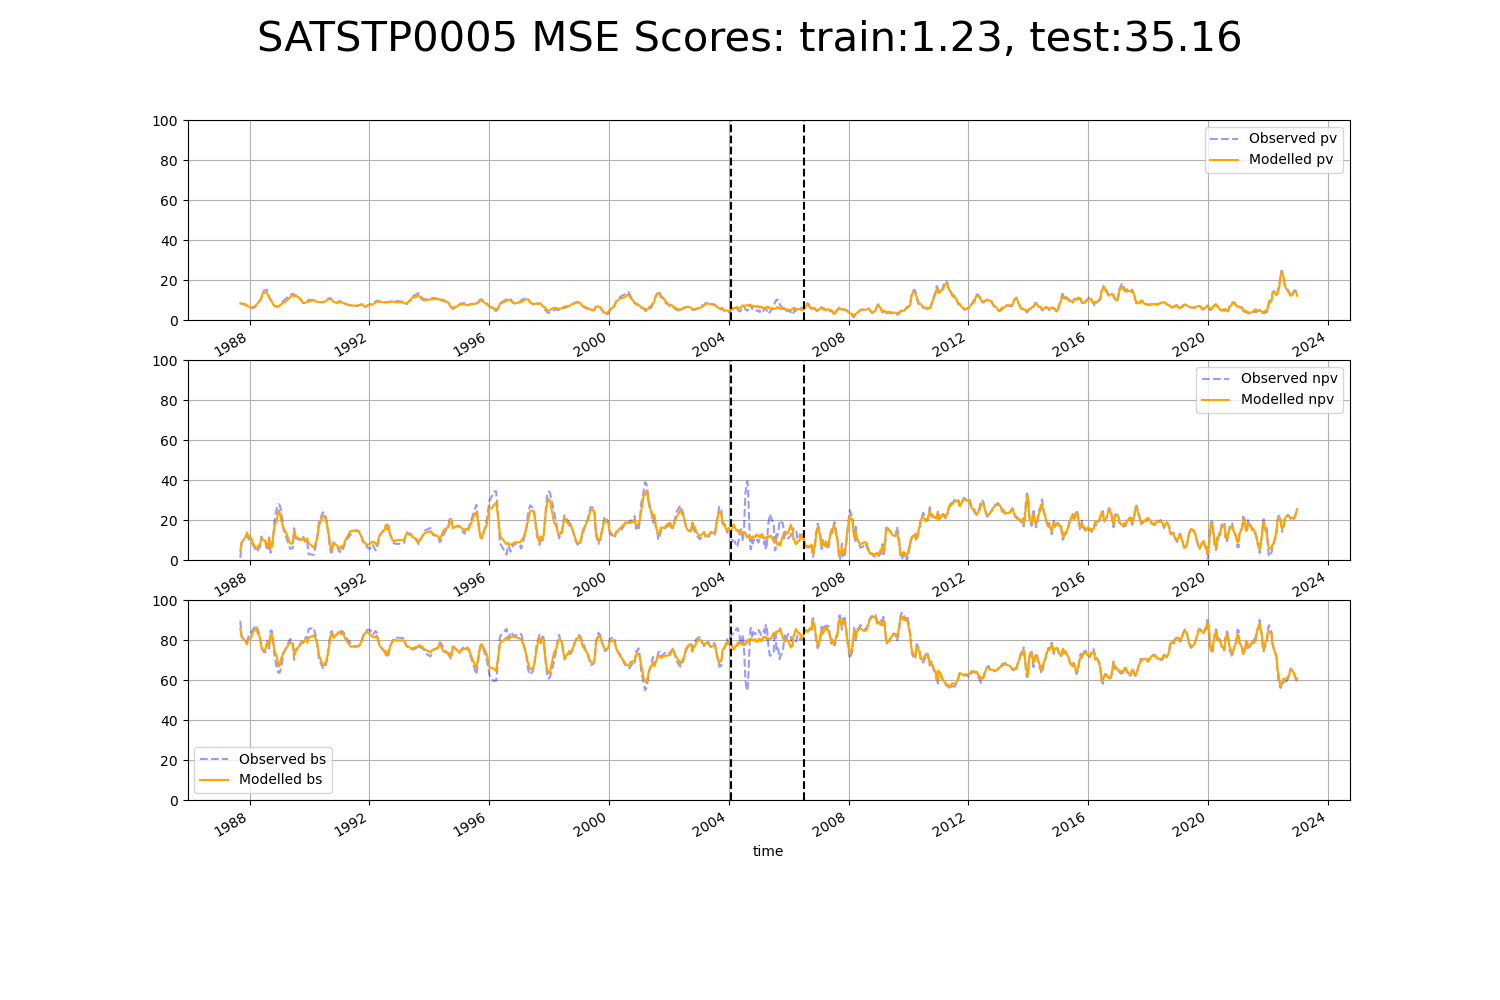 SATSTP0005 MSE Scores: train:1.23, test:35.16
100
80
60
40
20
0
Observed pv
Modelled pv
1988 1992 1996 2000 2004 2008 2012 2016 2020 2024
100
80
60
40
20
0
Observed npv
Modelled npv
1988 1992 1996 2000 2004 2008 2012 2016 2020 2024
100
80
60
40
20
0
Observed bs
Modelled bs
1988 1992 1996 2000 2004 2008 2012 2016 2020 2024
time